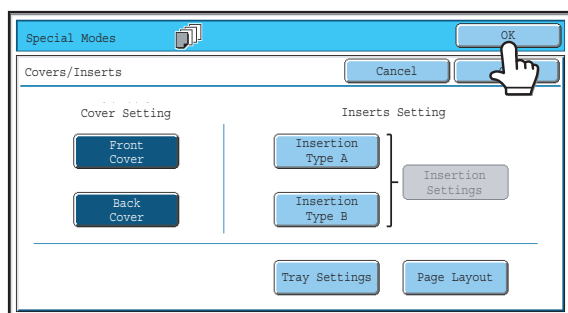 Special Modes
OK
Covers/Inserts
Cancel
Cover Setting
Inserts Setting
Front
Cover
Insertion
Type A
Insertion
Settings
Back
Cover
Insertion
Type B
Tray Settings
Page Layout